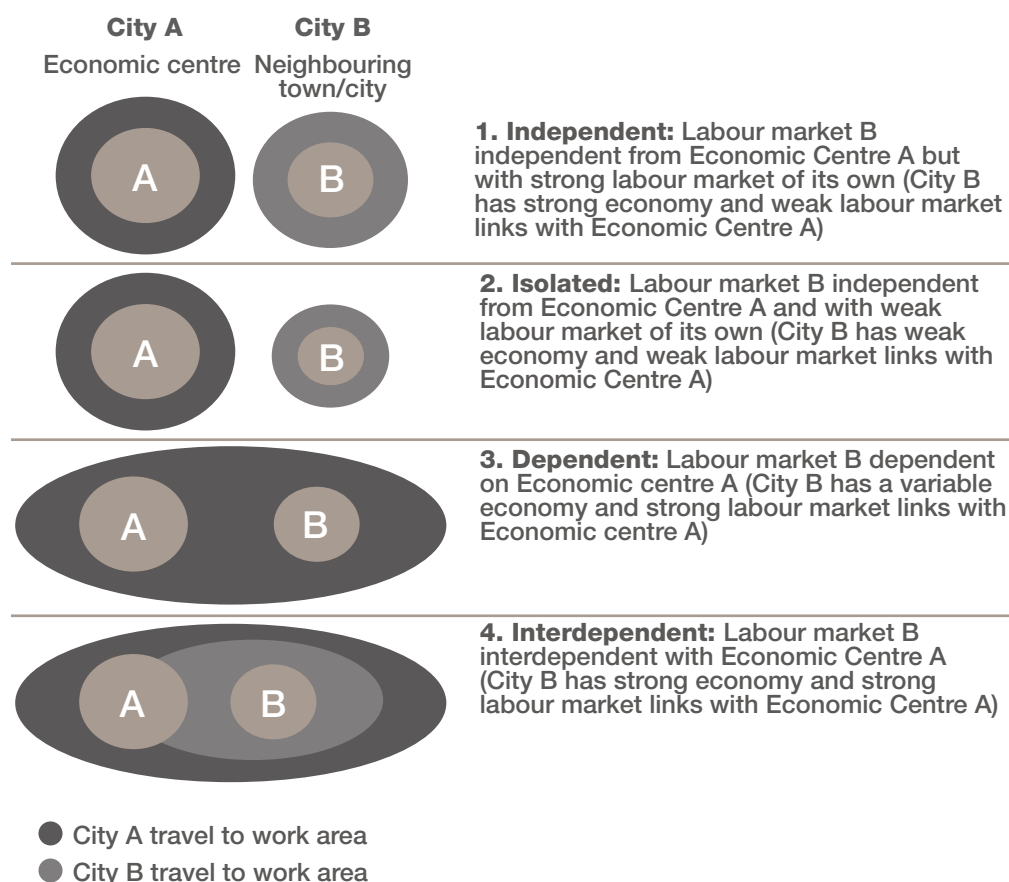 City A
City B
Economic centre
Neighbouring
town/city
A
B
1. Independent: Labour market B
independent from Economic Centre A but
with strong labour market of its own (City B
has strong economy and weak labour market
links with Economic Centre A)
A
B
2. Isolated: Labour market B independent
from Economic Centre A and with weak
labour market of its own (City B has weak
economy and weak labour market links with
Economic Centre A)
A
B
3. Dependent: Labour market B dependent
on Economic centre A (City B has a variable
economy and strong labour market links with
Economic centre A)
A
B
4. Interdependent: Labour market B
interdependent with Economic Centre A
(City B has strong economy and strong
labour market links with Economic Centre A)
City A travel to work area
City B travel to work area